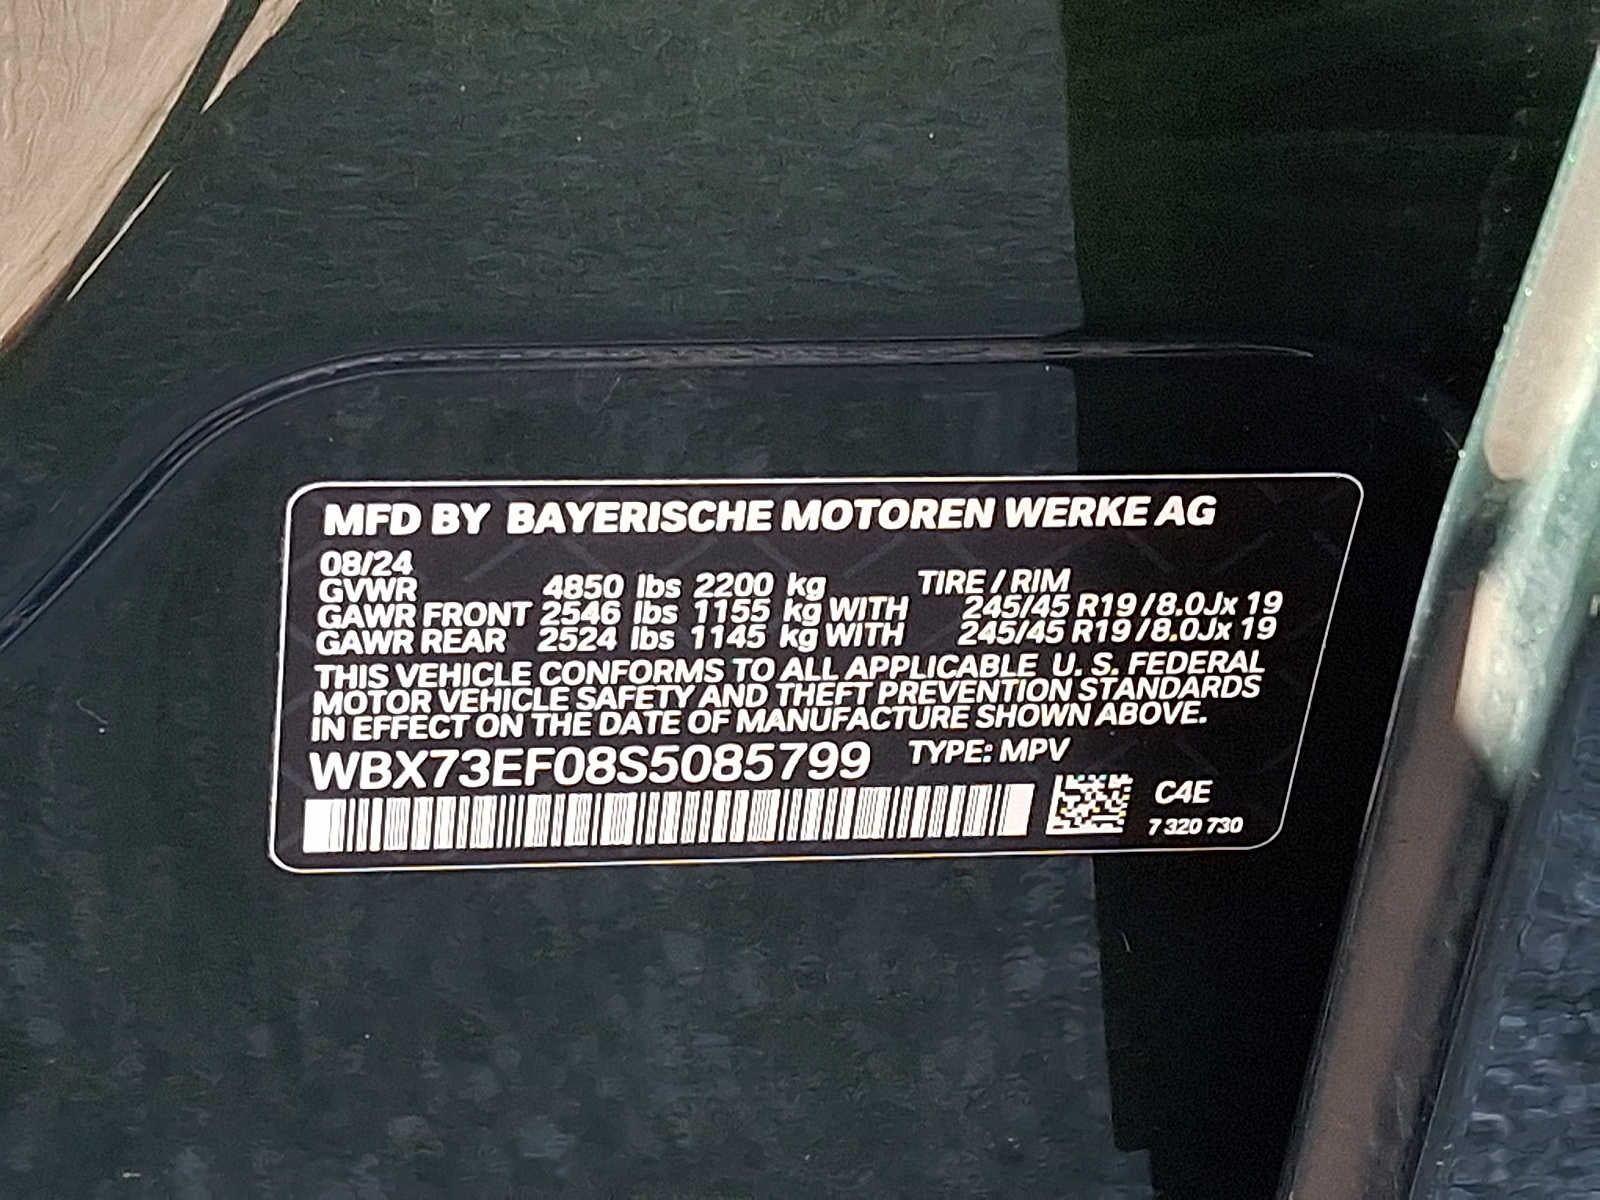 MFD BY BAYERISCHE MOTOREN WERKE AG
08/24
GVWR 4850 lbs 2200 kg TIRE / RIM
GAWR FRONT 2546 lbs 1155 kg WITH 245/45 R19 / 8.0Jx 19
GAWR REAR 2524 lbs 1145 kg WITH 245/45 R19 / 8.0Jx 19
THIS VEHICLE CONFORMS TO ALL APPLICABLE U. S. FEDERAL
MOTOR VEHICLE SAFETY AND THEFT PREVENTION STANDARDS
IN EFFECT ON THE DATE OF MANUFACTURE SHOWN ABOVE.
WBX73EF08S5085799 TYPE: MPV
C4E
7 320 730